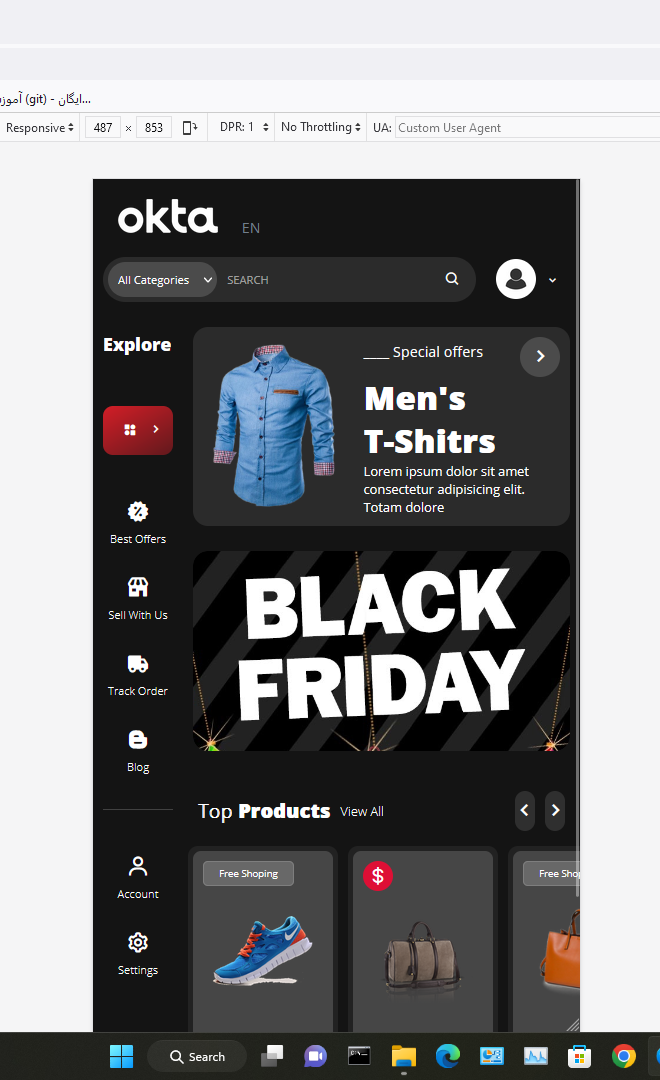 آموزش (git) - رایگان...
Responsive 487 × 853 DPR: 1 No Throttling UA: Custom User Agent
okta EN
All Categories SEARCH
Explore
____ Special offers
Men's
T-Shitrs
Lorem ipsum dolor sit amet
consectetur adipisicing elit.
Totam dolore
Best Offers
Sell With Us
Track Order
Blog
BLACK
FRIDAY
Top Products View All
Account
Settings
Free Shoping
$
Free Shop
Search